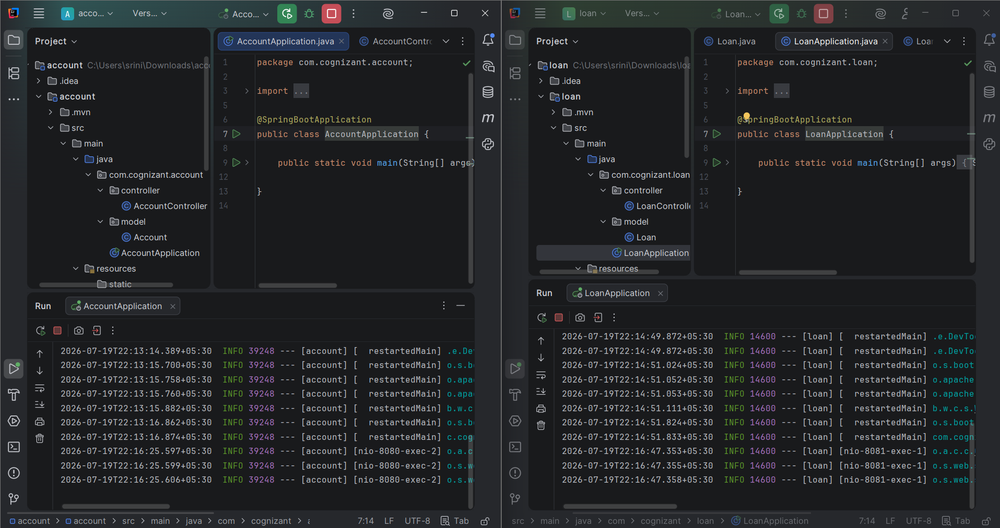 A acco... Vers... Acco...
Project
account C:\Users\srini\Downloads\acco
.idea
account
.mvn
src
main
java
com.cognizant.account
controller
AccountController
model
Account
AccountApplication
resources
static
AccountApplication.java AccountContro
1 package com.cognizant.account;
2
3 import ...
5
6 @SpringBootApplication
7 public class AccountApplication {
8
9 public static void main(String[] args)
12
13 }
14
Run AccountApplication
2026-07-19T22:13:14.389+05:30 INFO 39248 --- [account] [ restartedMain] .e.De
2026-07-19T22:13:15.700+05:30 INFO 39248 --- [account] [ restartedMain] o.s.b
2026-07-19T22:13:15.758+05:30 INFO 39248 --- [account] [ restartedMain] o.apa
2026-07-19T22:13:15.760+05:30 INFO 39248 --- [account] [ restartedMain] o.apa
2026-07-19T22:13:15.882+05:30 INFO 39248 --- [account] [ restartedMain] b.w.c
2026-07-19T22:13:16.862+05:30 INFO 39248 --- [account] [ restartedMain] o.s.b
2026-07-19T22:13:16.874+05:30 INFO 39248 --- [account] [ restartedMain] c.cog
2026-07-19T22:16:25.597+05:30 INFO 39248 --- [account] [nio-8080-exec-2] o.a.c
2026-07-19T22:16:25.599+05:30 INFO 39248 --- [account] [nio-8080-exec-2] o.s.w
2026-07-19T22:16:25.606+05:30 INFO 39248 --- [account] [nio-8080-exec-2] o.s.w
account > account > src > main > java > com > cognizant > 7:14 LF UTF-8 Tab
L loan Vers... Loan...
Project
loan C:\Users\srini\Downloads\loa
.idea
loan
.mvn
src
main
java
com.cognizant.loan
controller
LoanControlle
model
Loan
LoanApplication
resources
Loan.java LoanApplication.java Loar
1 package com.cognizant.loan;
2
3 import ...
5
6 @SpringBootApplication
7 public class LoanApplication {
8
9 public static void main(String[] args) { S
12
13 }
14
Run LoanApplication
2026-07-19T22:14:49.872+05:30 INFO 14600 --- [loan] [ restartedMain] .e.DevToo
2026-07-19T22:14:49.872+05:30 INFO 14600 --- [loan] [ restartedMain] .e.DevToo
2026-07-19T22:14:51.024+05:30 INFO 14600 --- [loan] [ restartedMain] o.s.boot
2026-07-19T22:14:51.052+05:30 INFO 14600 --- [loan] [ restartedMain] o.apache
2026-07-19T22:14:51.053+05:30 INFO 14600 --- [loan] [ restartedMain] o.apache
2026-07-19T22:14:51.111+05:30 INFO 14600 --- [loan] [ restartedMain] b.w.c.s.
2026-07-19T22:14:51.824+05:30 INFO 14600 --- [loan] [ restartedMain] o.s.boot
2026-07-19T22:14:51.833+05:30 INFO 14600 --- [loan] [ restartedMain] com.cogn
2026-07-19T22:16:47.353+05:30 INFO 14600 --- [loan] [nio-8081-exec-1] o.a.c.c.
2026-07-19T22:16:47.355+05:30 INFO 14600 --- [loan] [nio-8081-exec-1] o.s.web.
2026-07-19T22:16:47.358+05:30 INFO 14600 --- [loan] [nio-8081-exec-1] o.s.web.
src > main > java > com > cognizant > loan > LoanApplication 7:14 LF UTF-8 Tab